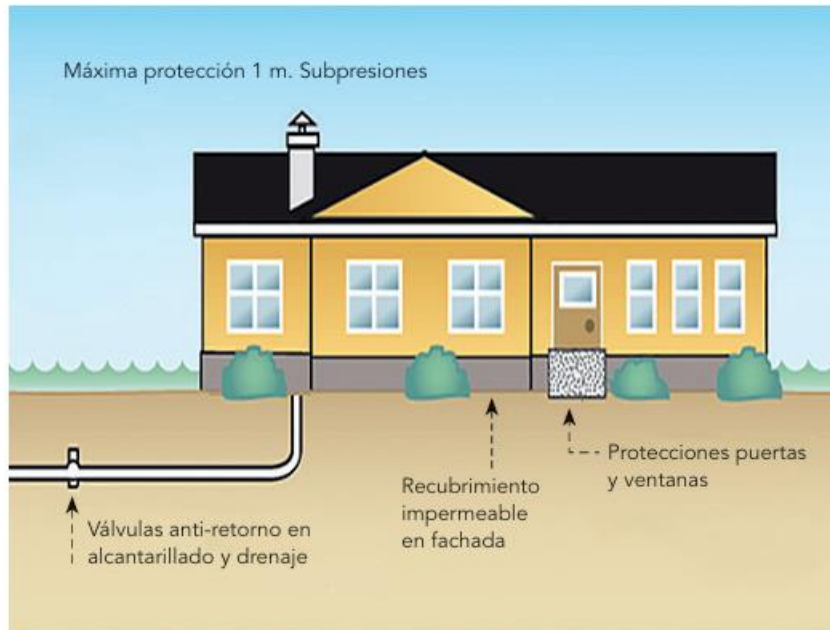 Máxima protección 1 m. Subpresiones
Protecciones puertas
y ventanas
Recubrimiento
impermeable
en fachada
Válvulas anti-retorno en
alcantarillado y drenaje